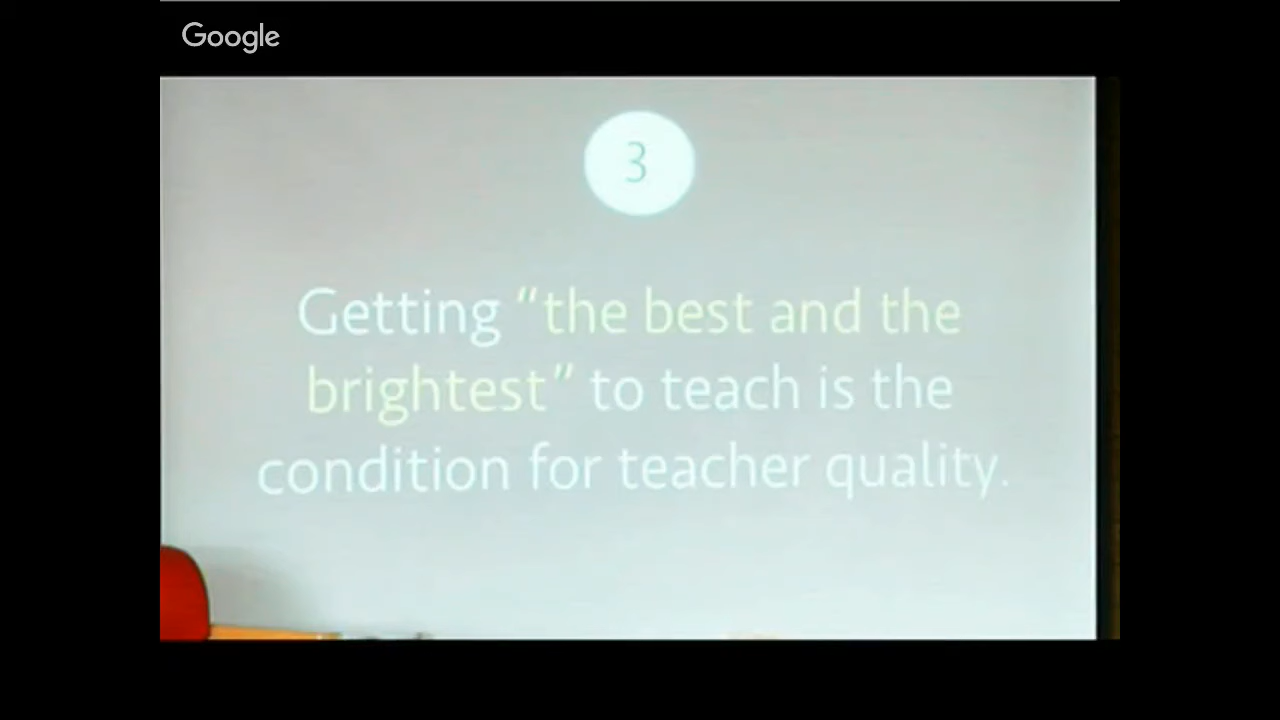 Google
3
Getting "the best and the
brightest" to teach is the
condition for teacher quality.